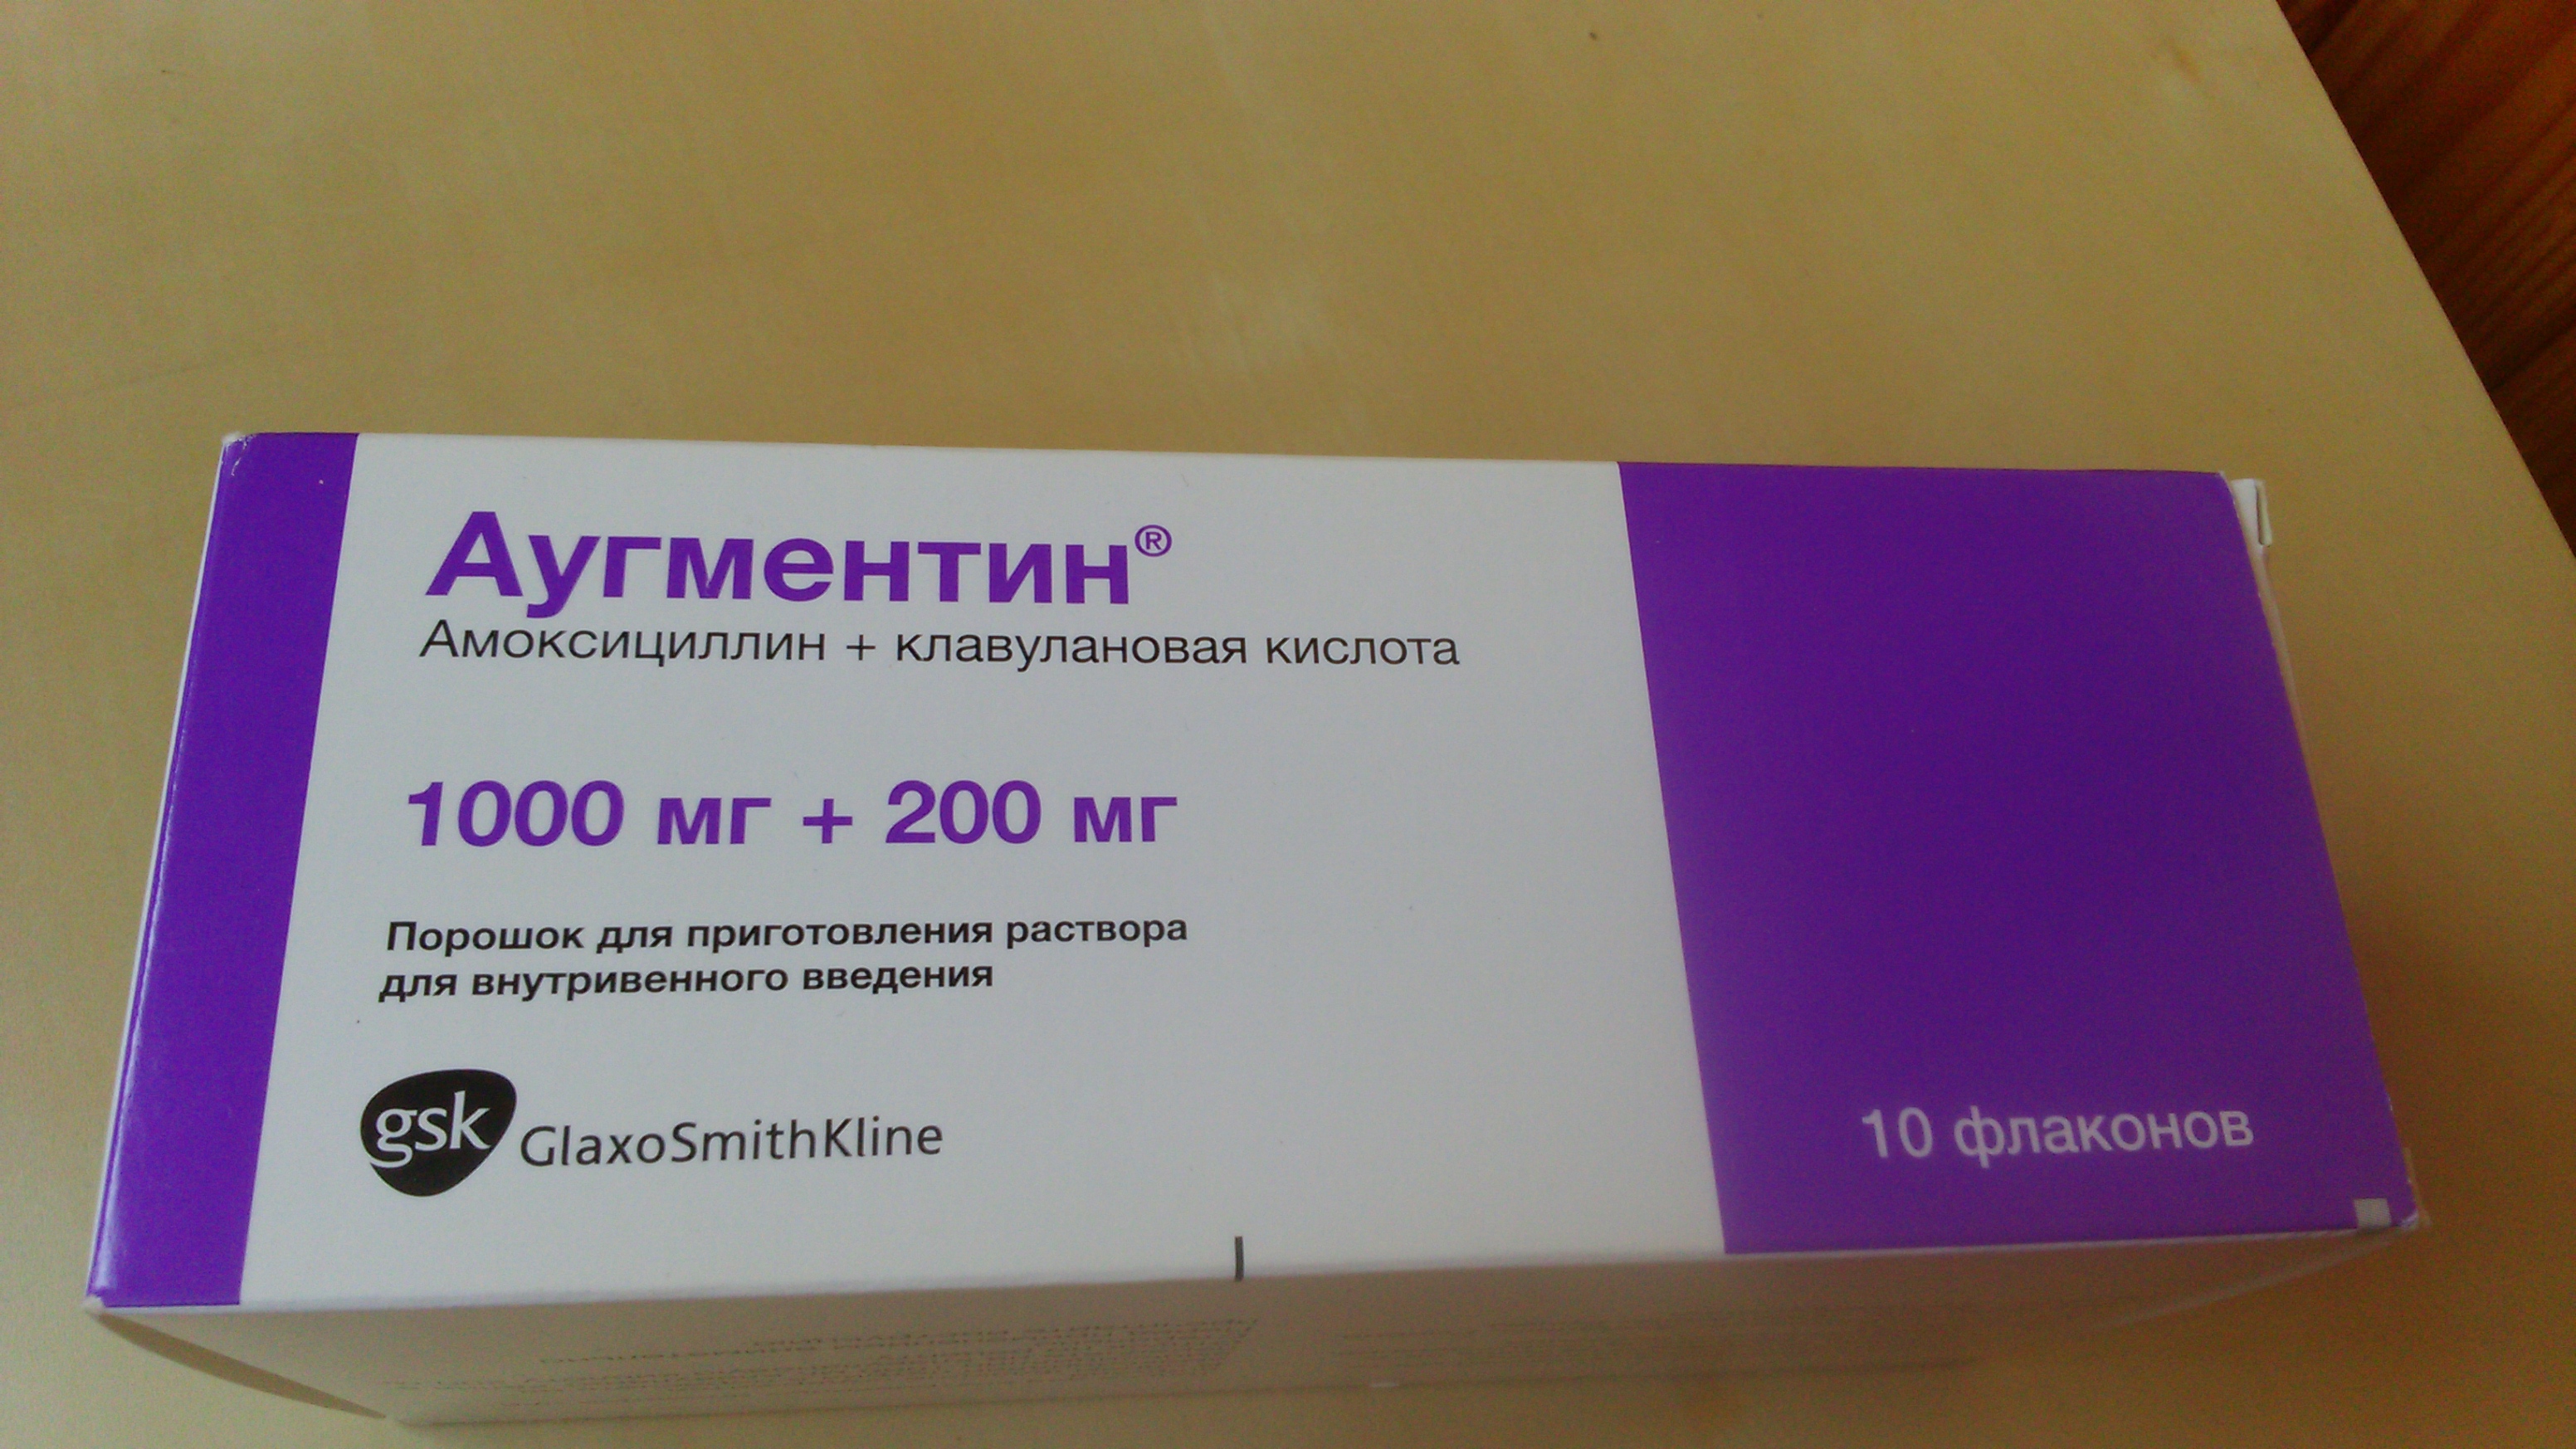 Аугментин®
Амоксициллин + клавулановая кислота
1000 мг + 200 мг
Порошок для приготовления раствора
для внутривенного введения
gsk GlaxoSmithKline
10 флаконов